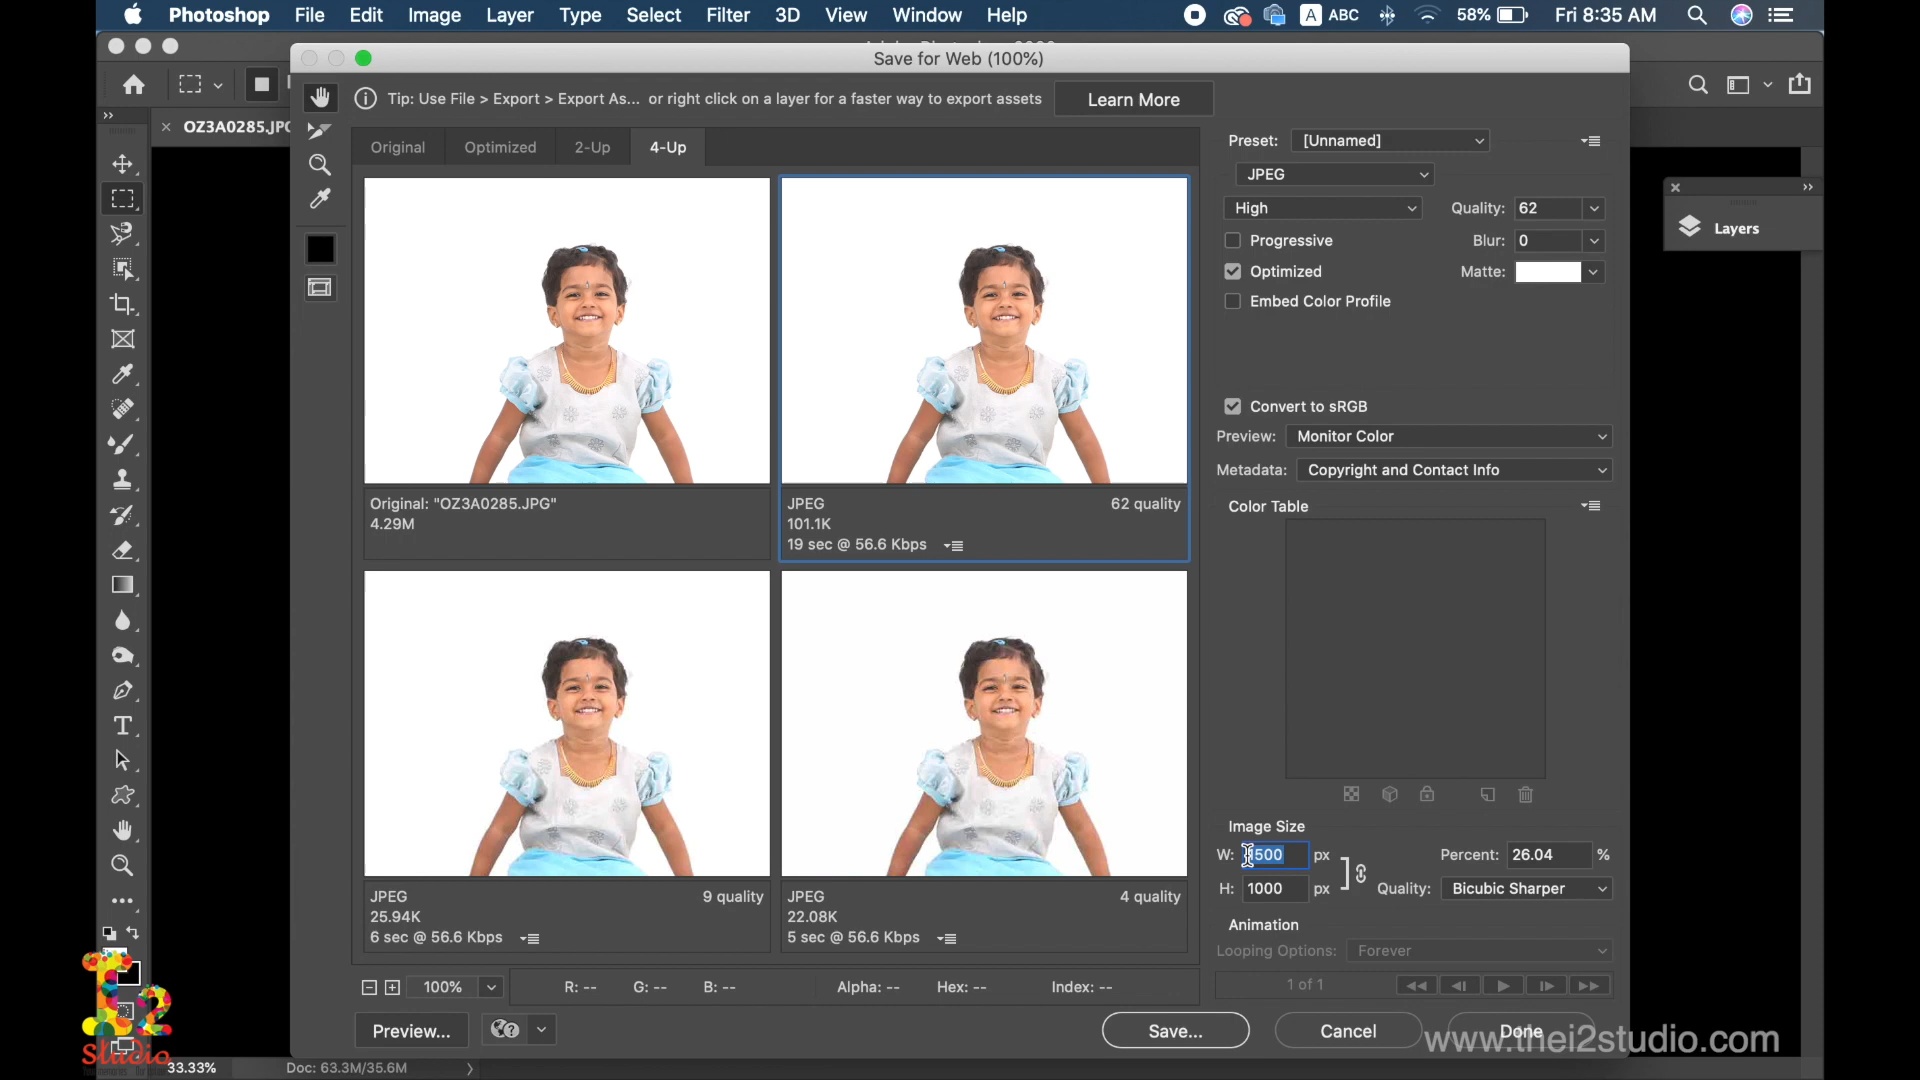 Photoshop File Edit Image Layer Type Select Filter 3D View Window Help A ABC 58% Fri 8:35 AM
Save for Web (100%)
Tip: Use File > Export > Export As... or right click on a layer for a faster way to export assets Learn More
OZ3A0285.JPG
Original Optimized 2-Up 4-Up
Preset: [Unnamed]
JPEG
High Quality: 62
Progressive Blur: 0
Optimized Matte:
Embed Color Profile
Layers
Convert to sRGB
Preview: Monitor Color
Metadata: Copyright and Contact Info
Color Table
Original: "OZ3A0285.JPG"
4.29M
JPEG 62 quality
101.1K
19 sec @ 56.6 Kbps
JPEG 9 quality
25.94K
6 sec @ 56.6 Kbps
JPEG 4 quality
22.08K
5 sec @ 56.6 Kbps
Image Size
W: 1500 px Percent: 26.04 %
H: 1000 px Quality: Bicubic Sharper
Animation
Looping Options: Forever
1 of 1
100% R: -- G: -- B: -- Alpha: -- Hex: -- Index: --
Preview... Save... Cancel Done
www.thei2studio.com
i2
Studio
33.33% Doc: 63.3M/35.6M